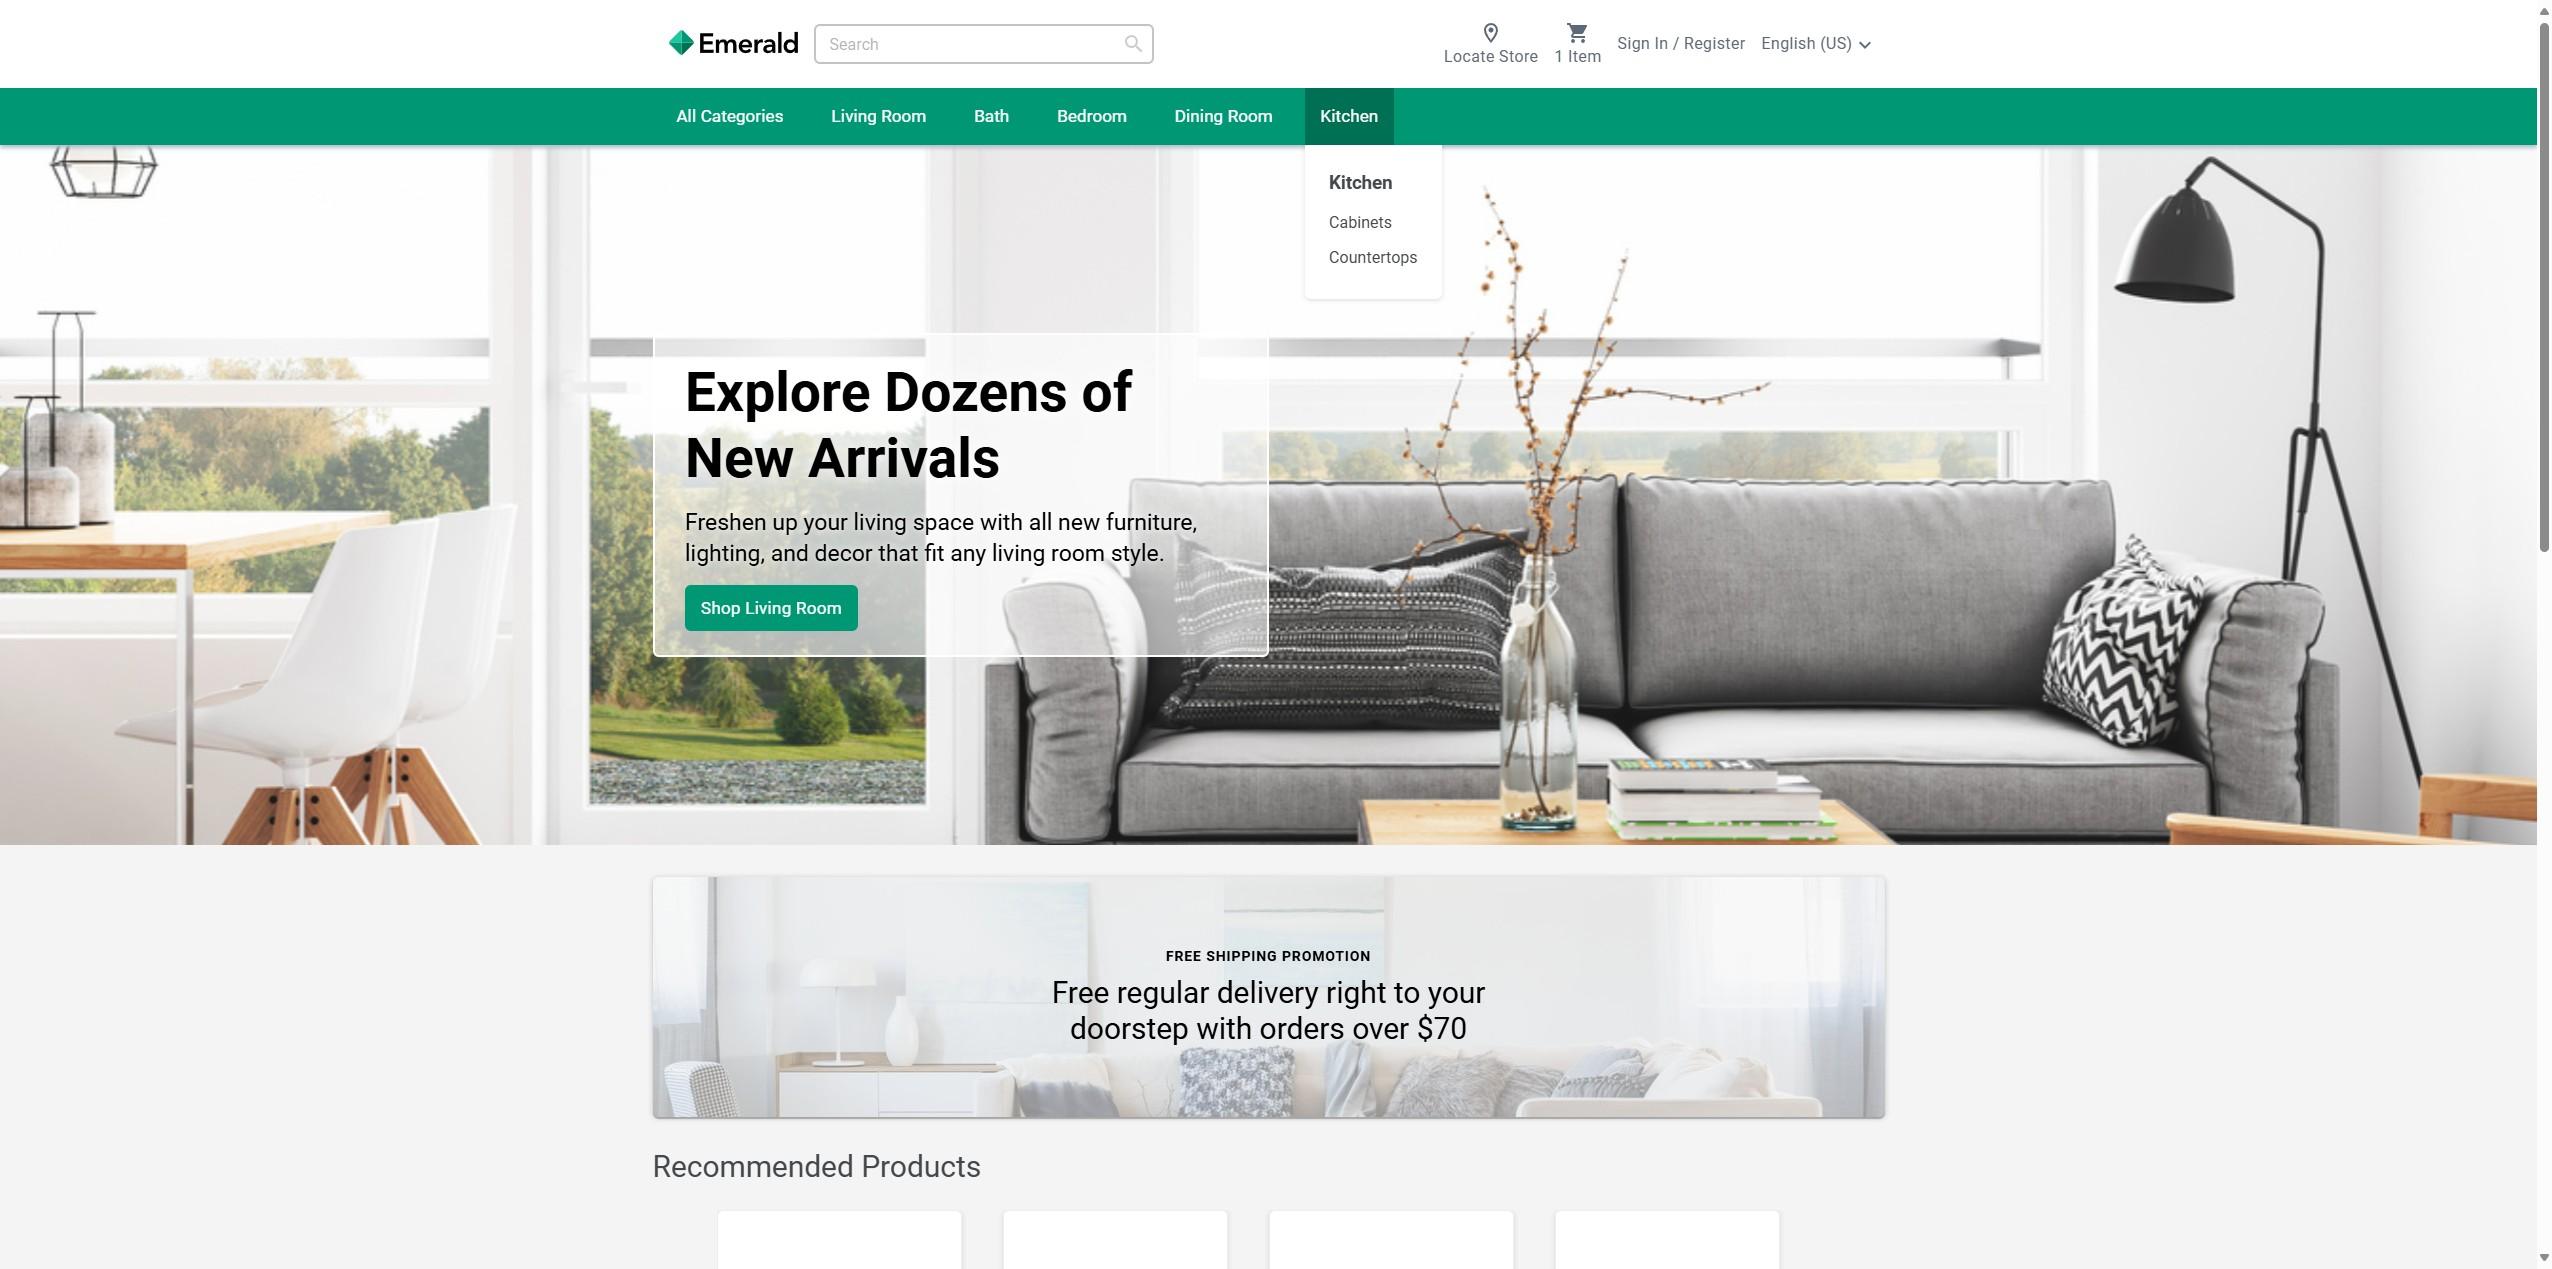 Emerald
Search
Locate Store
1 Item
Sign In / Register
English (US)
All Categories
Living Room
Bath
Bedroom
Dining Room
Kitchen
Kitchen
Cabinets
Countertops
Explore Dozens of
New Arrivals
Freshen up your living space with all new furniture,
lighting, and decor that fit any living room style.
Shop Living Room
FREE SHIPPING PROMOTION
Free regular delivery right to your
doorstep with orders over $70
Recommended Products